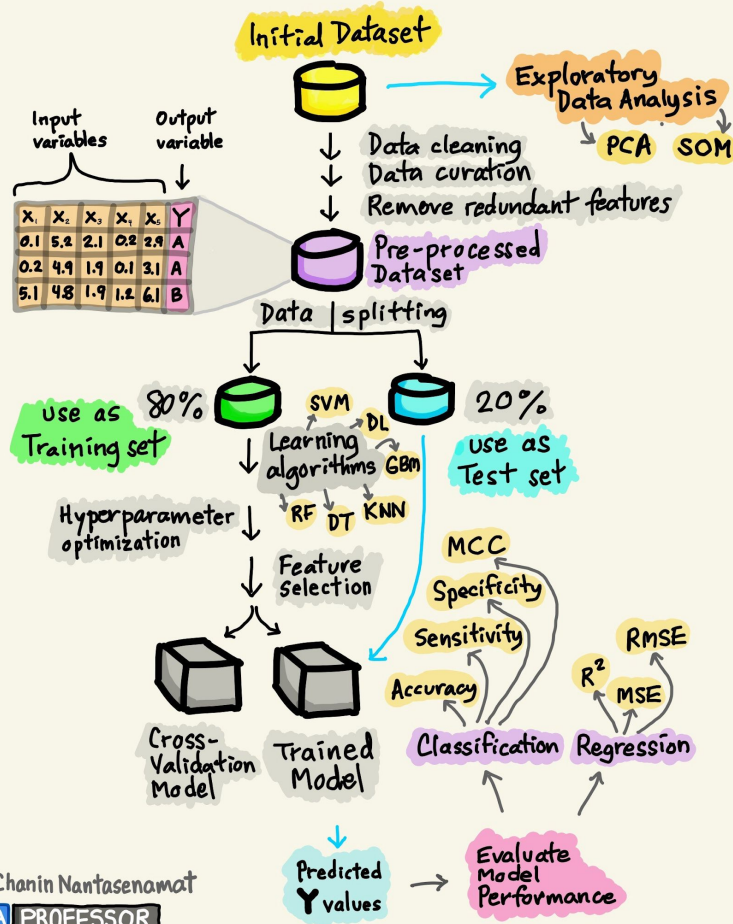 Initial Dataset
Exploratory
Data Analysis
PCA SOM
Input
variables
Output
variable
Data cleaning
Data curation
Remove redundant features
X₁ X₂ X₃ X₄ X₅ Y
0.1 5.2 2.1 0.2 2.9 A
0.2 4.9 1.9 0.1 3.1 A
5.1 4.8 1.9 1.2 6.1 B
Pre-processed
Dataset
Data splitting
80%
use as
Training set
20%
use as
Test set
SVM
DL
Learning
algorithms
GBM
RF DT KNN
Hyperparameter
optimization
Feature
Selection
MCC
Specificity
Sensitivity
Accuracy
RMSE
R²
MSE
Cross-
Validation
Model
Trained
Model
Classification
Regression
Predicted
Y values
Evaluate
Model
Performance
Chanin Nantasenamat
PROFESSOR